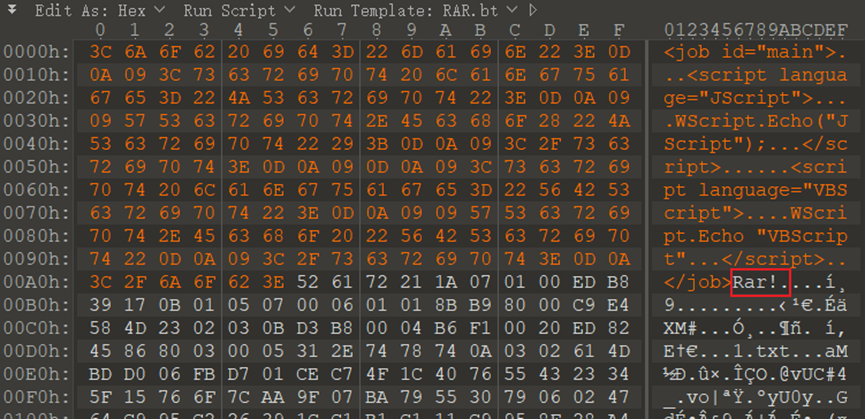 Edit As: Hex Run Script Run Template: RAR.bt
0 1 2 3 4 5 6 7 8 9 A B C D E F 0123456789ABCDEF
0000h: 3C 6A 6F 62 20 69 64 3D 22 6D 61 69 6E 22 3E 0D <job id="main">.
0010h: 0A 09 3C 73 63 72 69 70 74 20 6C 61 6E 67 75 61 ..<script langua
0020h: 67 65 3D 22 4A 53 63 72 69 70 74 22 3E 0D 0A 09 ge="JScript">...
0030h: 09 57 53 63 72 69 70 74 2E 45 63 68 6F 28 22 4A .WScript.Echo("J
0040h: 53 63 72 69 70 74 22 29 3B 0D 0A 09 3C 2F 73 63 Script");...</sc
0050h: 72 69 70 74 3E 0D 0A 09 0D 0A 09 3C 73 63 72 69 ript>......<scri
0060h: 70 74 20 6C 61 6E 67 75 61 67 65 3D 22 56 42 53 pt language="VBS
0070h: 63 72 69 70 74 22 3E 0D 0A 09 09 57 53 63 72 69 cript">....WScri
0080h: 70 74 2E 45 63 68 6F 20 22 56 42 53 63 72 69 70 pt.Echo "VBScrip
0090h: 74 22 0D 0A 09 3C 2F 73 63 72 69 70 74 3E 0D 0A t"...</script>..
00A0h: 3C 2F 6A 6F 62 3E 52 61 72 21 1A 07 01 00 ED B8 </job>Rar!....í¸
00B0h: 39 17 0B 01 05 07 00 06 01 01 8B B9 80 00 C9 E4 9.........‹¹€.Éä
00C0h: 58 4D 23 02 03 0B D3 B8 00 04 B6 F1 00 20 ED 82 XM#...Ó¸..¶ñ. í‚
00D0h: 45 86 80 03 00 05 31 2E 74 78 74 0A 03 02 61 4D E†€...1.txt...aM
00E0h: BD D0 06 FB D7 01 CE C7 4F 1C 40 76 55 43 23 34 ½Ð.û×.ÎÇO.@vUC#4
00F0h: 5F 15 76 6F 7C AA 9F 07 BA 79 55 30 79 06 02 47 _.vo|ªŸ.ºyU0y..G